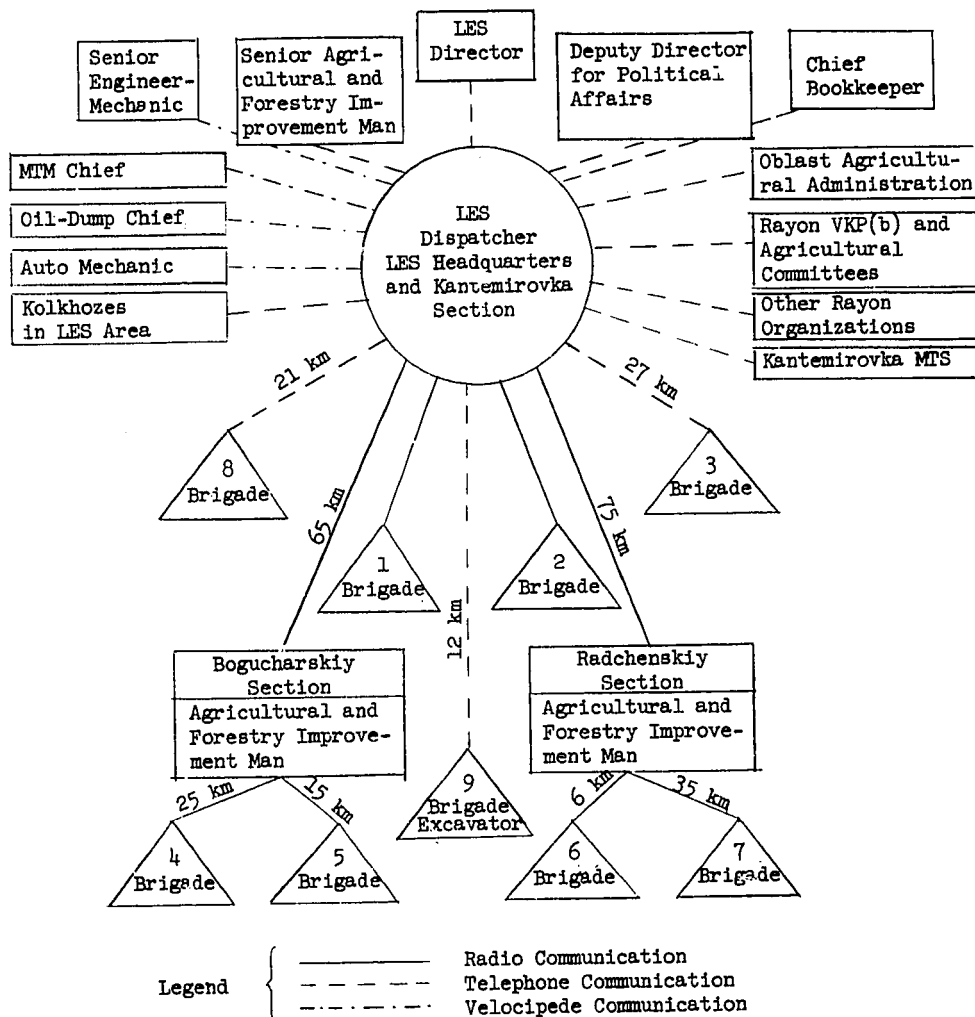 LES
Director
Senior
Engineer-
Mechanic
Senior Agri-
cultural and
Forestry Im-
provement Man
Deputy Director
for Political
Affairs
Chief
Bookkeeper
MTM Chief
Oil-Dump Chief
Auto Mechanic
Kolkhozes
in LES Area
LES
Dispatcher
LES Headquarters
and Kantemirovka
Section
Oblast Agricultu-
ral Administration
Rayon VKP(b) and
Agricultural
Committees
Other Rayon
Organizations
Kantemirovka MTS
21 km
27 km
8
Brigade
3
Brigade
65 km
75 km
1
Brigade
2
Brigade
12 km
Bogucharskiy
Section
Agricultural and
Forestry Improve-
ment Man
Radchenskiy
Section
Agricultural and
Forestry Improve-
ment Man
25 km
15 km
9
Brigade
Excavator
6 km
35 km
4
Brigade
5
Brigade
6
Brigade
7
Brigade
Legend
Radio Communication
Telephone Communication
Velocipede Communication